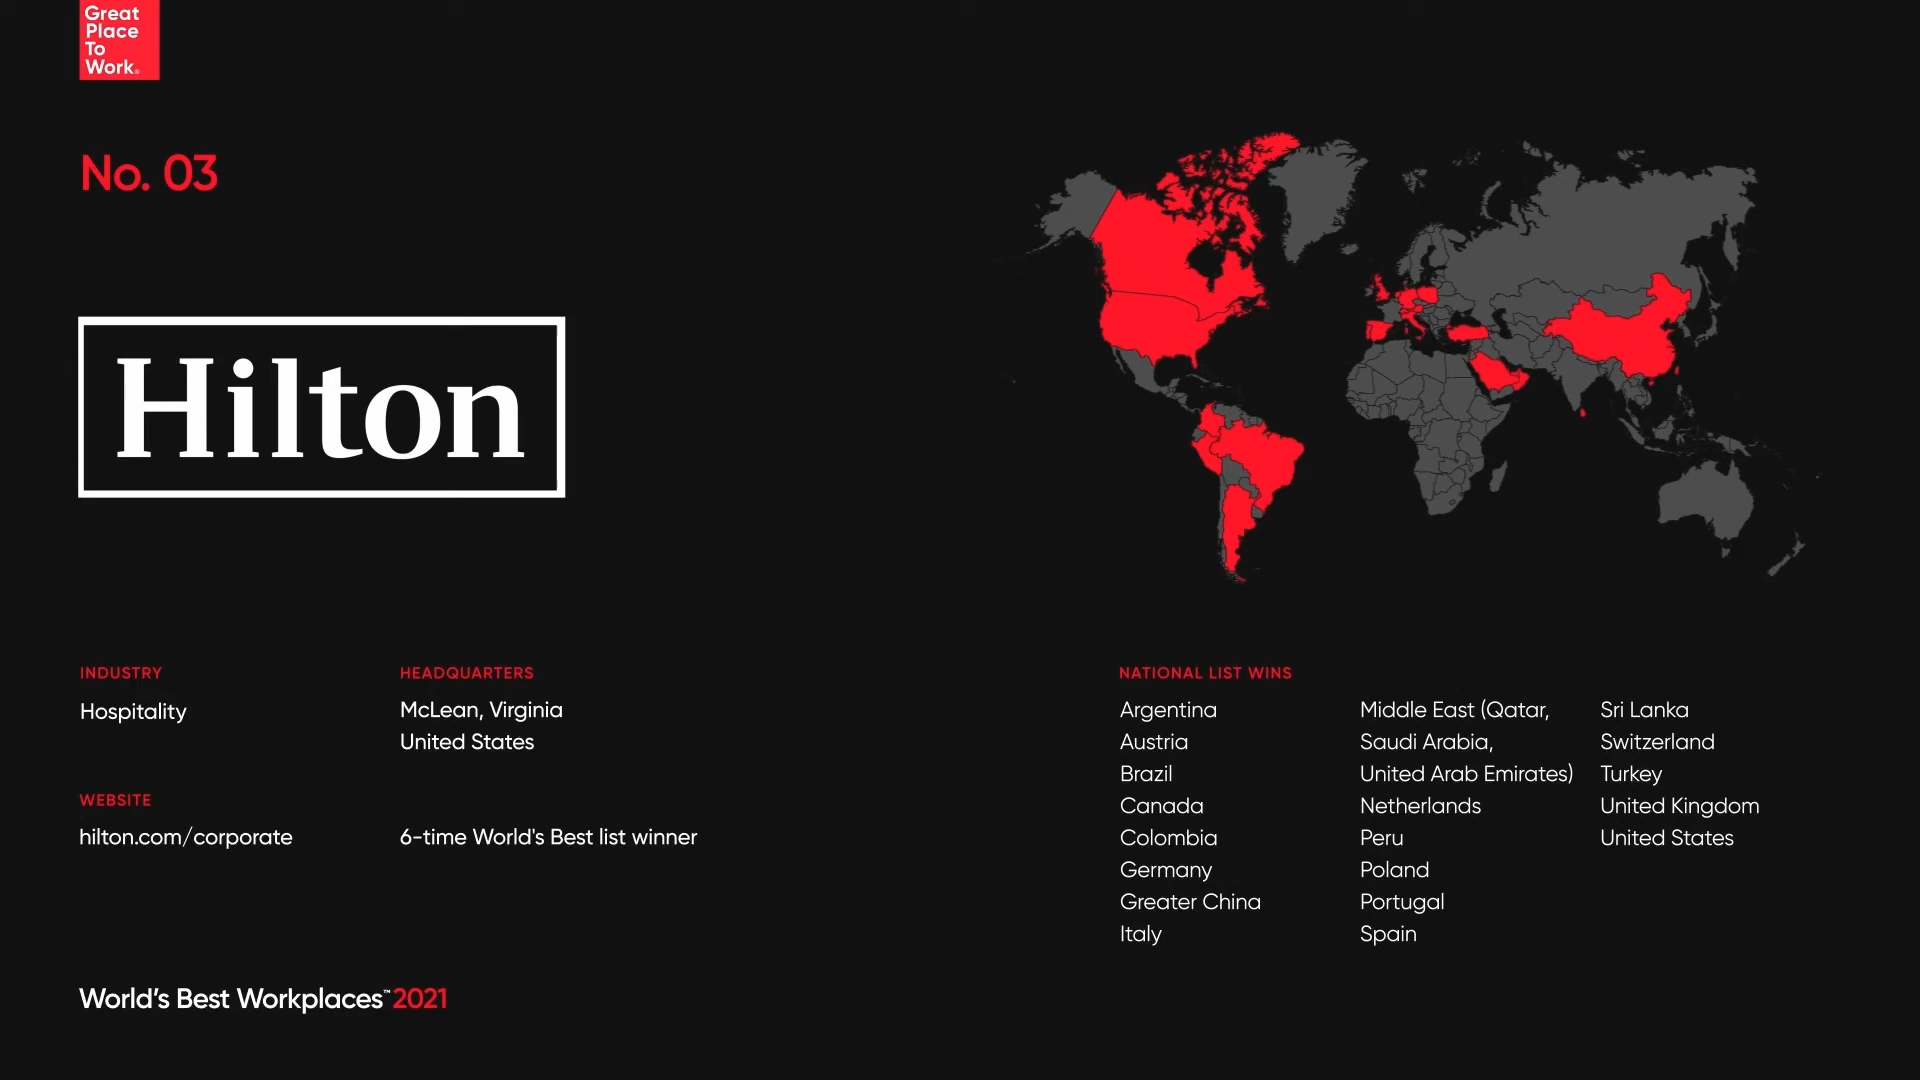 Great
Place
To
Work.
No. 03
Hilton
INDUSTRY
Hospitality
HEADQUARTERS
McLean, Virginia
United States
WEBSITE
hilton.com/corporate
6-time World's Best list winner
NATIONAL LIST WINS
Argentina
Austria
Brazil
Canada
Colombia
Germany
Greater China
Italy
Middle East (Qatar,
Saudi Arabia,
United Arab Emirates)
Netherlands
Peru
Poland
Portugal
Spain
Sri Lanka
Switzerland
Turkey
United Kingdom
United States
World’s Best Workplaces™ 2021